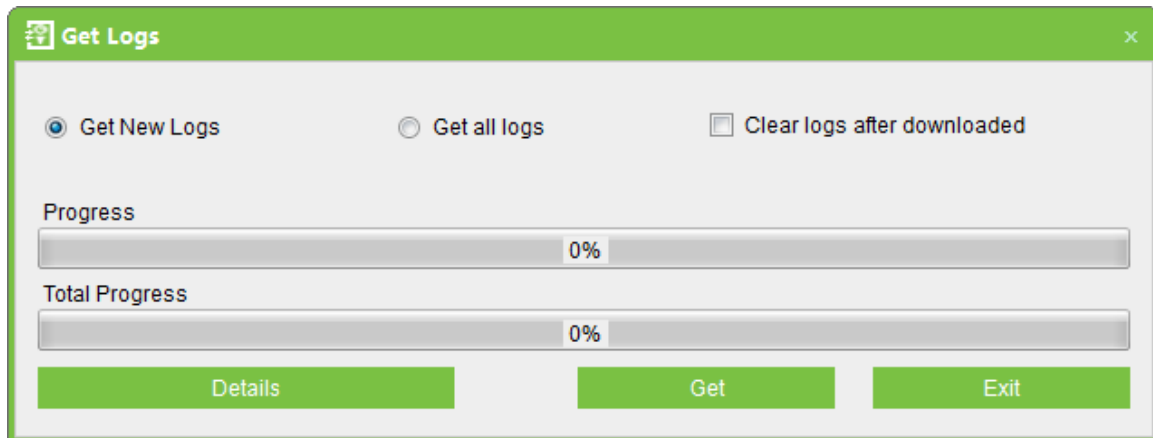 Get Logs
Get New Logs Get all logs Clear logs after downloaded
Progress
0%
Total Progress
0%
Details Get Exit